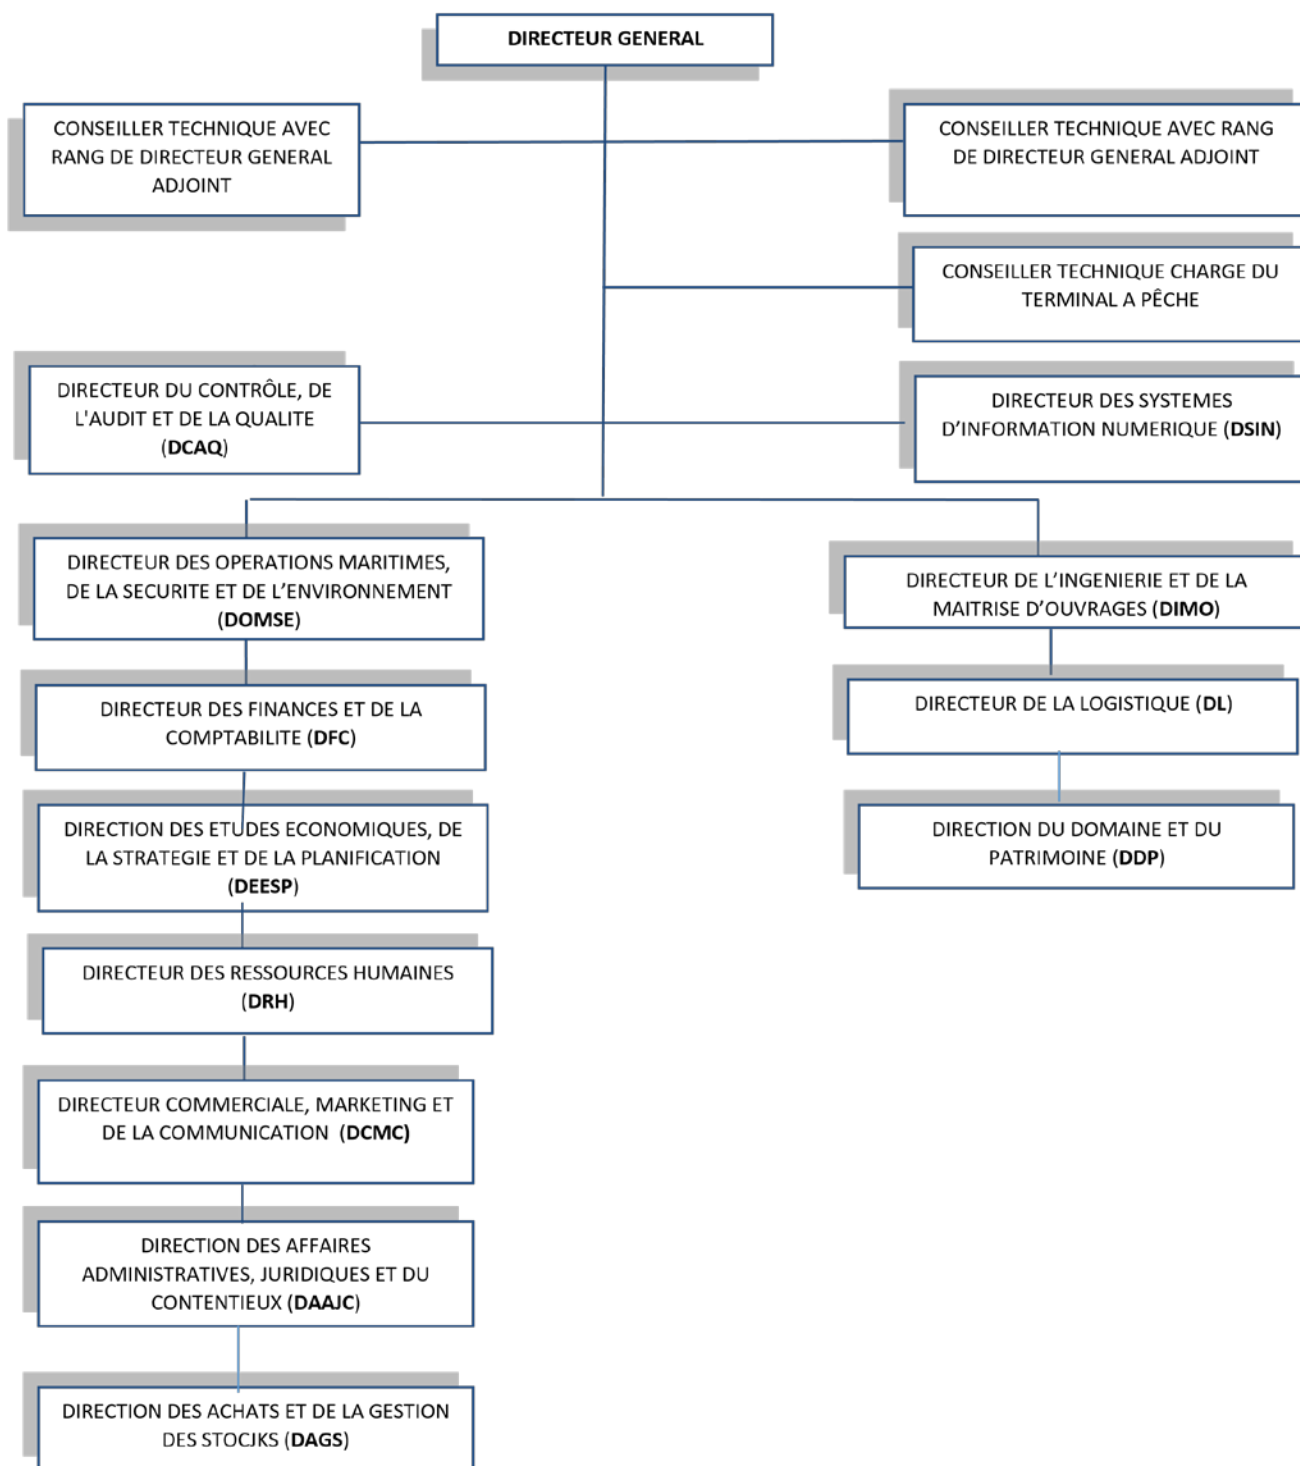 DIRECTEUR GENERAL
CONSEILLER TECHNIQUE AVEC
RANG DE DIRECTEUR GENERAL
ADJOINT
CONSEILLER TECHNIQUE AVEC RANG
DE DIRECTEUR GENERAL ADJOINT
CONSEILLER TECHNIQUE CHARGE DU
TERMINAL A PÊCHE
DIRECTEUR DU CONTRÔLE, DE
L'AUDIT ET DE LA QUALITE
(DCAQ)
DIRECTEUR DES SYSTEMES
D’INFORMATION NUMERIQUE (DSIN)
DIRECTEUR DES OPERATIONS MARITIMES,
DE LA SECURITE ET DE L’ENVIRONNEMENT
(DOMSE)
DIRECTEUR DE L’INGENIERIE ET DE LA
MAITRISE D’OUVRAGES (DIMO)
DIRECTEUR DES FINANCES ET DE LA
COMPTABILITE (DFC)
DIRECTEUR DE LA LOGISTIQUE (DL)
DIRECTION DES ETUDES ECONOMIQUES, DE
LA STRATEGIE ET DE LA PLANIFICATION
(DEESP)
DIRECTION DU DOMAINE ET DU
PATRIMOINE (DDP)
DIRECTEUR DES RESSOURCES HUMAINES
(DRH)
DIRECTEUR COMMERCIALE, MARKETING ET
DE LA COMMUNICATION (DCMC)
DIRECTION DES AFFAIRES
ADMINISTRATIVES, JURIDIQUES ET DU
CONTENTIEUX (DAAJC)
DIRECTION DES ACHATS ET DE LA GESTION
DES STOCJKS (DAGS)